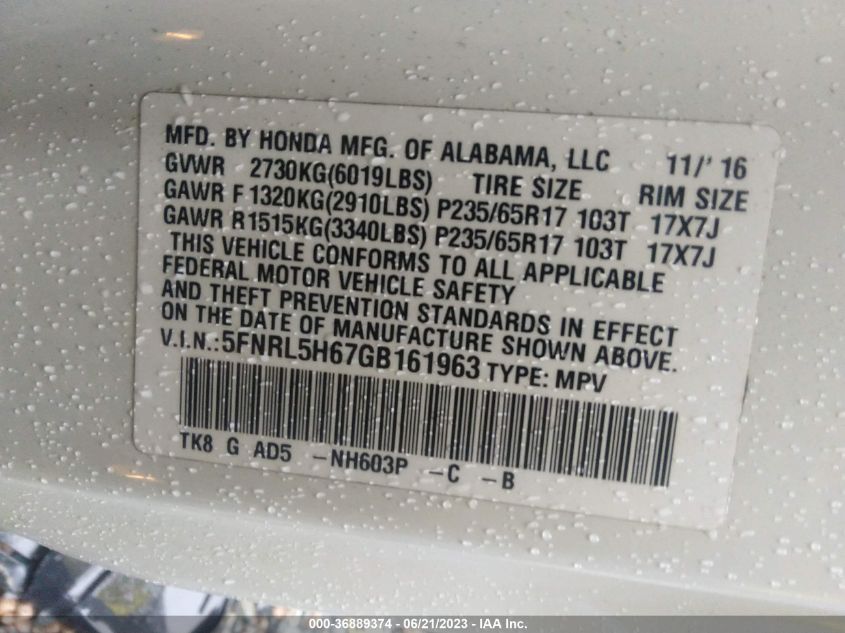 MFD. BY HONDA MFG. OF ALABAMA, LLC 11/' 16
GVWR 2730KG(6019LBS) TIRE SIZE RIM SIZE
GAWR F 1320KG(2910LBS) P235/65R17 103T 17X7J
GAWR R1515KG(3340LBS) P235/65R17 103T 17X7J
THIS VEHICLE CONFORMS TO ALL APPLICABLE
FEDERAL MOTOR VEHICLE SAFETY
AND THEFT PREVENTION STANDARDS IN EFFECT
ON THE DATE OF MANUFACTURE SHOWN ABOVE.
V.I.N.:5FNRL5H67GB161963 TYPE: MPV
TK8 G AD5 -NH603P -C -B
000-36889374 - 06/21/2023 - IAA Inc.